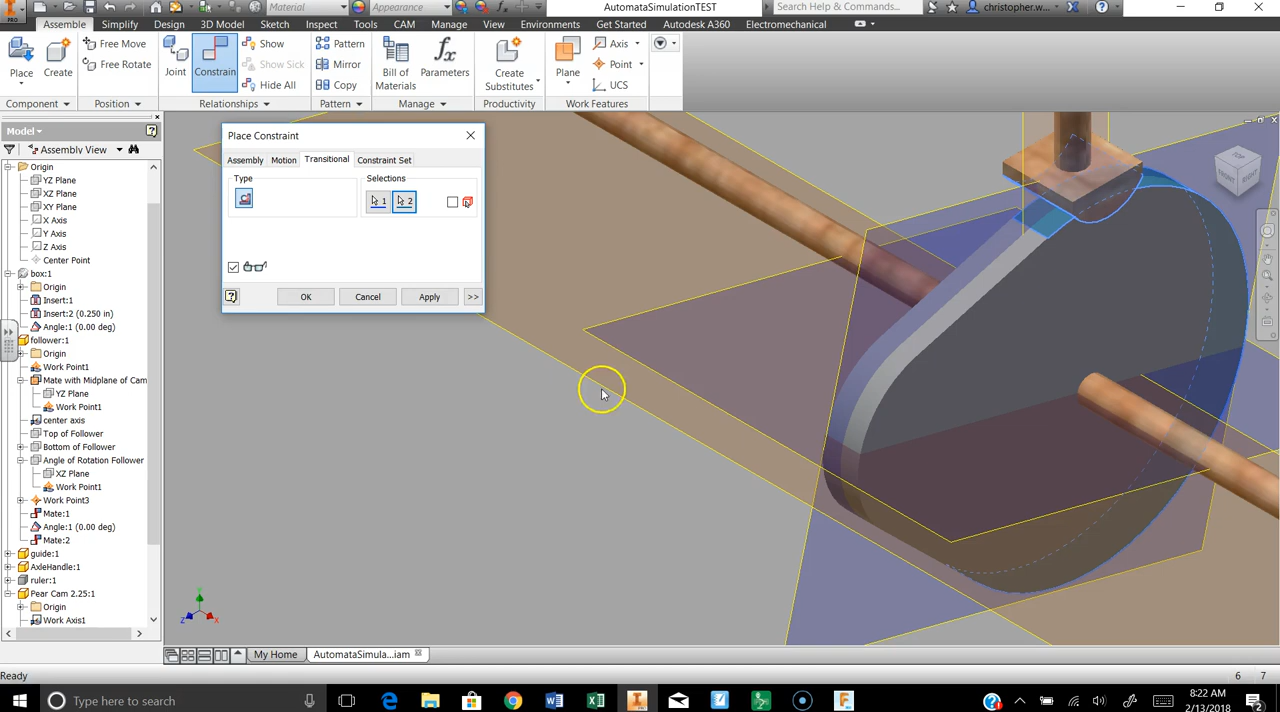 Material
Appearance
AutomataSimulationTEST
Search Help & Commands...
christopher.w...
PRO
Assemble
Simplify
Design
3D Model
Sketch
Inspect
Tools
CAM
Manage
View
Environments
Get Started
Autodesk A360
Electromechanical
Free Move
Free Rotate
Place
Create
Joint
Constrain
Show
Show Sick
Hide All
Pattern
Mirror
Copy
Bill of
Materials
Parameters
Create
Substitutes
Plane
Axis
Point
UCS
Component
Position
Relationships
Pattern
Manage
Productivity
Work Features
Model
Assembly View
Origin
YZ Plane
XZ Plane
XY Plane
X Axis
Y Axis
Z Axis
Center Point
box:1
Origin
Insert:1
Insert:2 (0.250 in)
Angle:1 (0.00 deg)
follower:1
Origin
Work Point1
Mate with Midplane of Cam
YZ Plane
Work Point1
center axis
Top of Follower
Bottom of Follower
Angle of Rotation Follower
XZ Plane
Work Point1
Work Point3
Mate:1
Angle:1 (0.00 deg)
Mate:2
guide:1
AxleHandle:1
ruler:1
Pear Cam 2.25:1
Origin
Work Axis1
Place Constraint
Assembly
Motion
Transitional
Constraint Set
Type
Selections
1
2
OK
Cancel
Apply
>>
TOP
FRONT
RIGHT
Y
Z
X
My Home
AutomataSimula...iam
Ready
6
7
Type here to search
8:22 AM
2/13/2018
2